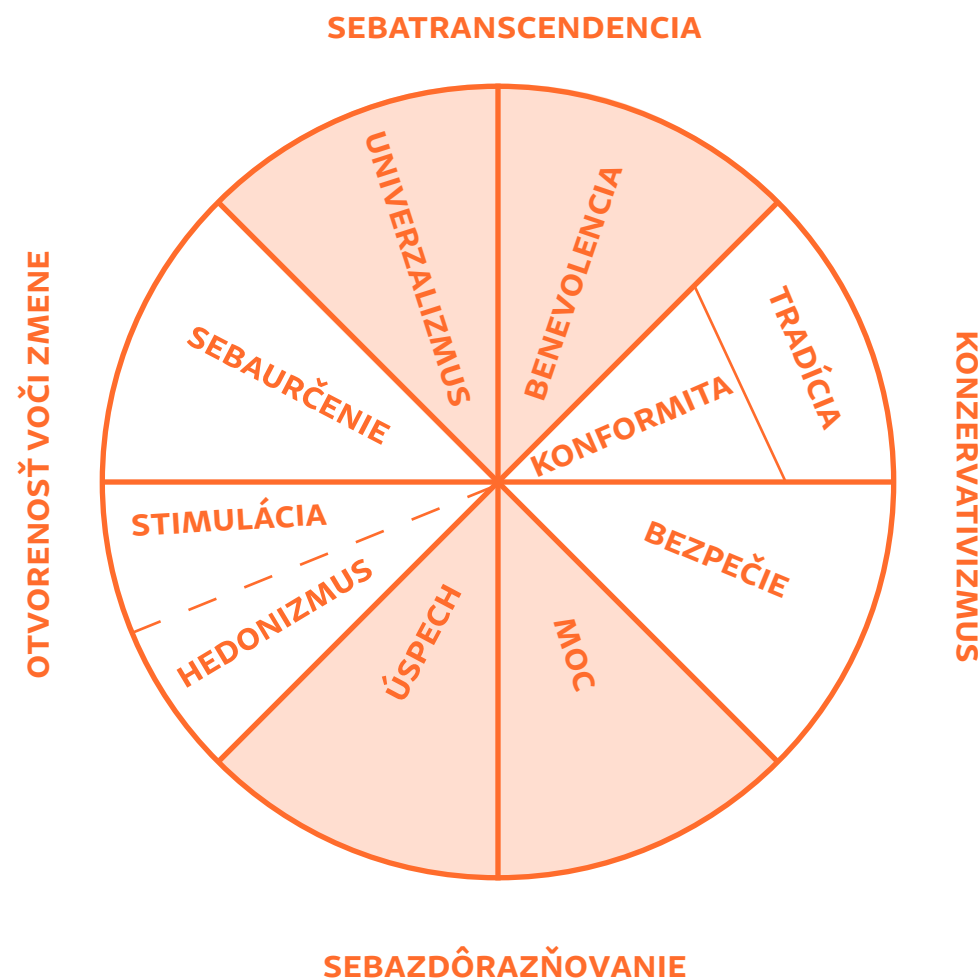 SEBATRANSCENDENCIA
UNIVERZALIZMUS
BENEVOLENCIA
TRADÍCIA
KONFORMITA
SEBAURČENIE
OTVORENOSŤ VOČI ZMENE
KONZERVATIVIZMUS
STIMULÁCIA
HEDONIZMUS
BEZPEČIE
ÚSPECH
MOC
SEBAZDÔRAZŇOVANIE